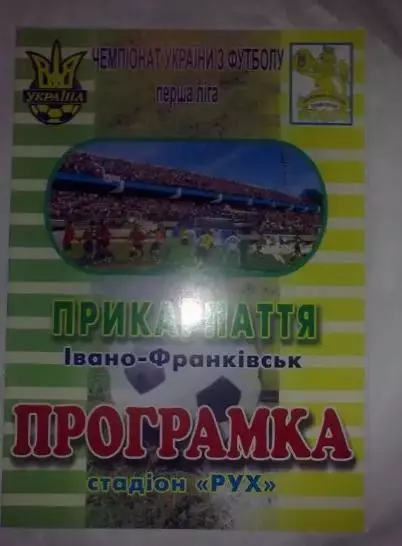 ЧЕМПІОНАТ УКРАЇНИ З ФУТБОЛУ
перша ліга
УКРАЇНА
ПРИКАРПАТТЯ
Івано-Франківськ
ПРОГРАМКА
стадіон «РУХ»